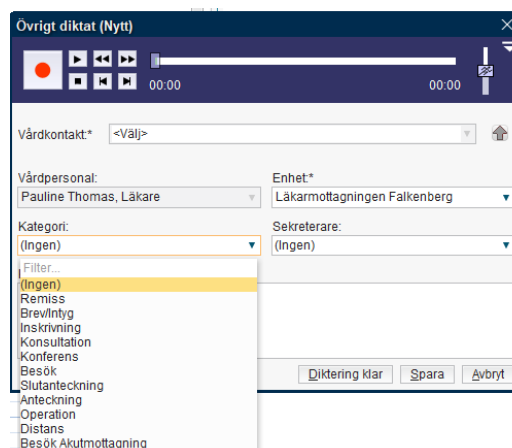 Övrigt diktat (Nytt)
00:00 00:00
Vårdkontakt:* <Välj>
Vårdpersonal: Enhet:*
Pauline Thomas, Läkare Läkarmottagningen Falkenberg
Kategori: Sekreterare:
(Ingen) (Ingen)
Filter...
(Ingen)
Remiss
Brev/Intyg
Inskrivning
Konsultation
Konferens
Besök
Slutanteckning
Diktering klar Spara Avbryt
Anteckning
Operation
Distans
Besök Akutmottagning